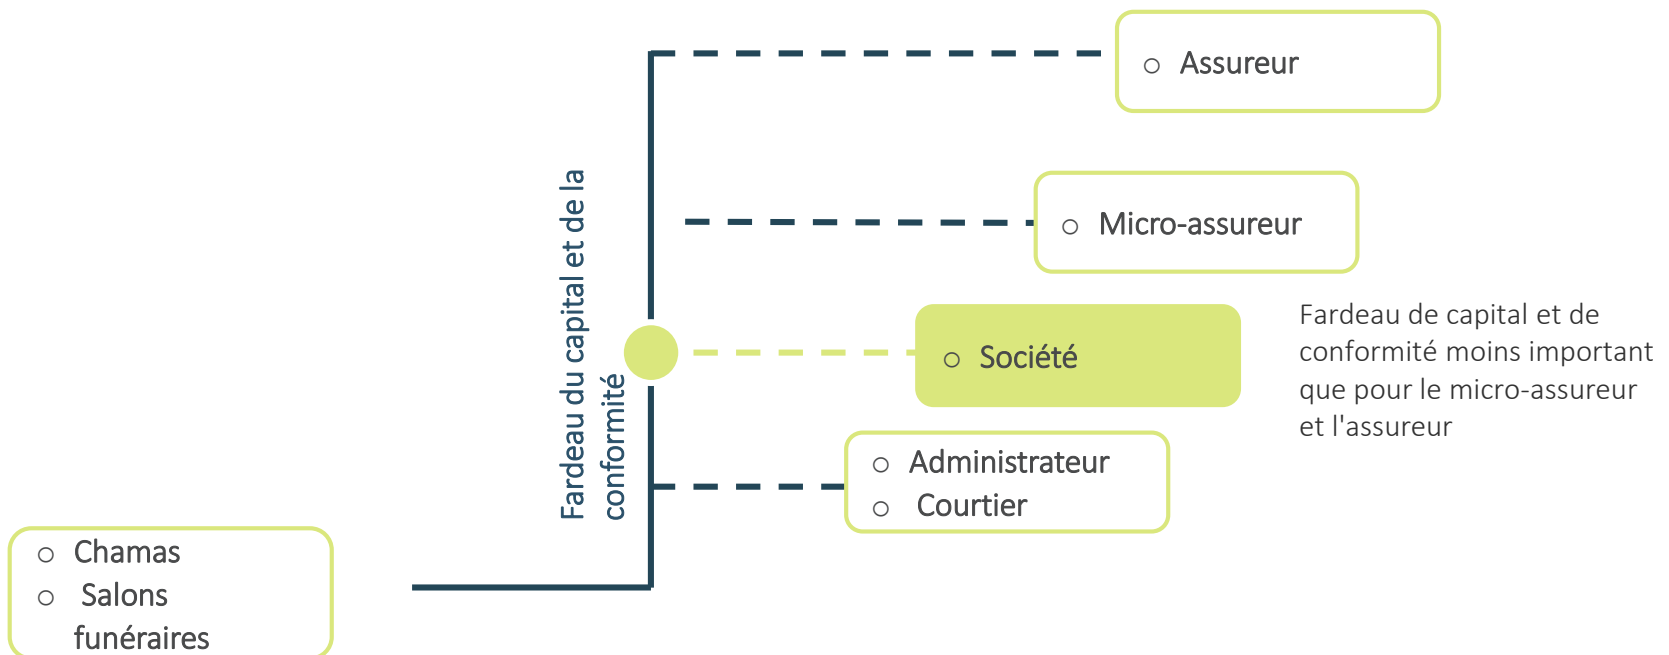 Assureur
Fardeau du capital et de la
conformité
Micro-assureur
Société
Fardeau de capital et de
conformité moins important
que pour le micro-assureur
et l'assureur
Administrateur
Courtier
Chamas
Salons
funéraires